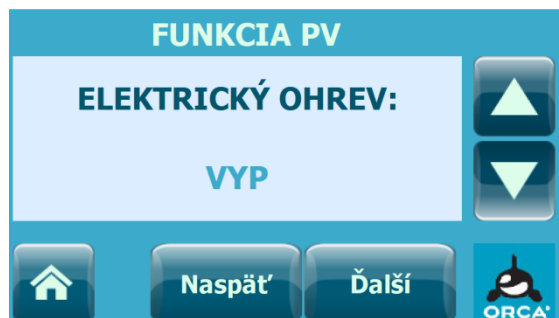 FUNKCIA PV
ELEKTRICKÝ OHREV:
VYP
Naspäť Ďalší
ORCA